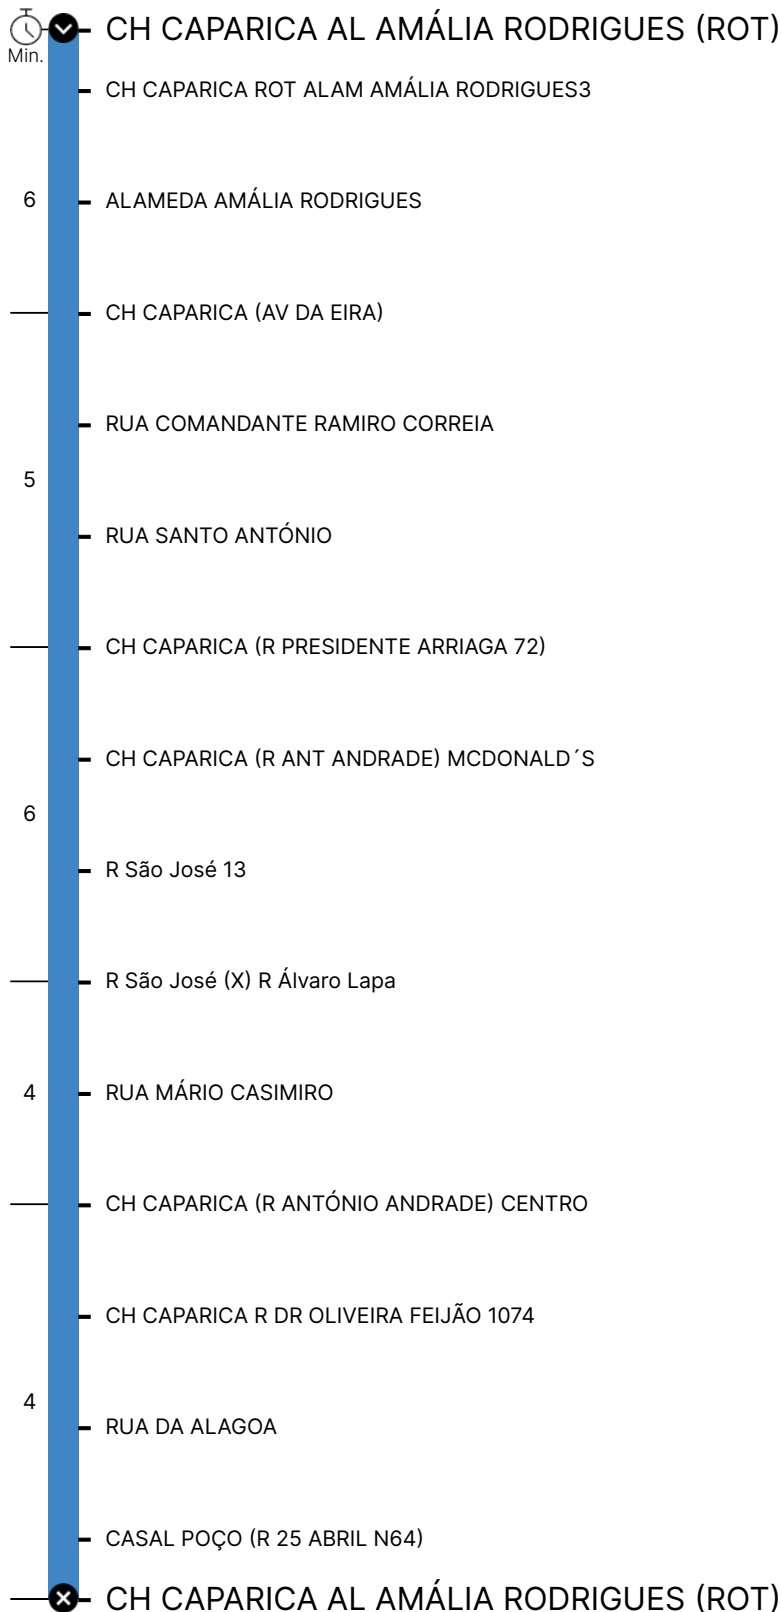 CH CAPARICA AL AMÁLIA RODRIGUES (ROT)
Min.
CH CAPARICA ROT ALAM AMÁLIA RODRIGUES3
6 ALAMEDA AMÁLIA RODRIGUES
CH CAPARICA (AV DA EIRA)
RUA COMANDANTE RAMIRO CORREIA
5
RUA SANTO ANTÓNIO
CH CAPARICA (R PRESIDENTE ARRIAGA 72)
CH CAPARICA (R ANT ANDRADE) MCDONALD´S
6
R São José 13
R São José (X) R Álvaro Lapa
4 RUA MÁRIO CASIMIRO
CH CAPARICA (R ANTÓNIO ANDRADE) CENTRO
CH CAPARICA R DR OLIVEIRA FEIJÃO 1074
4
RUA DA ALAGOA
CASAL POÇO (R 25 ABRIL N64)
CH CAPARICA AL AMÁLIA RODRIGUES (ROT)